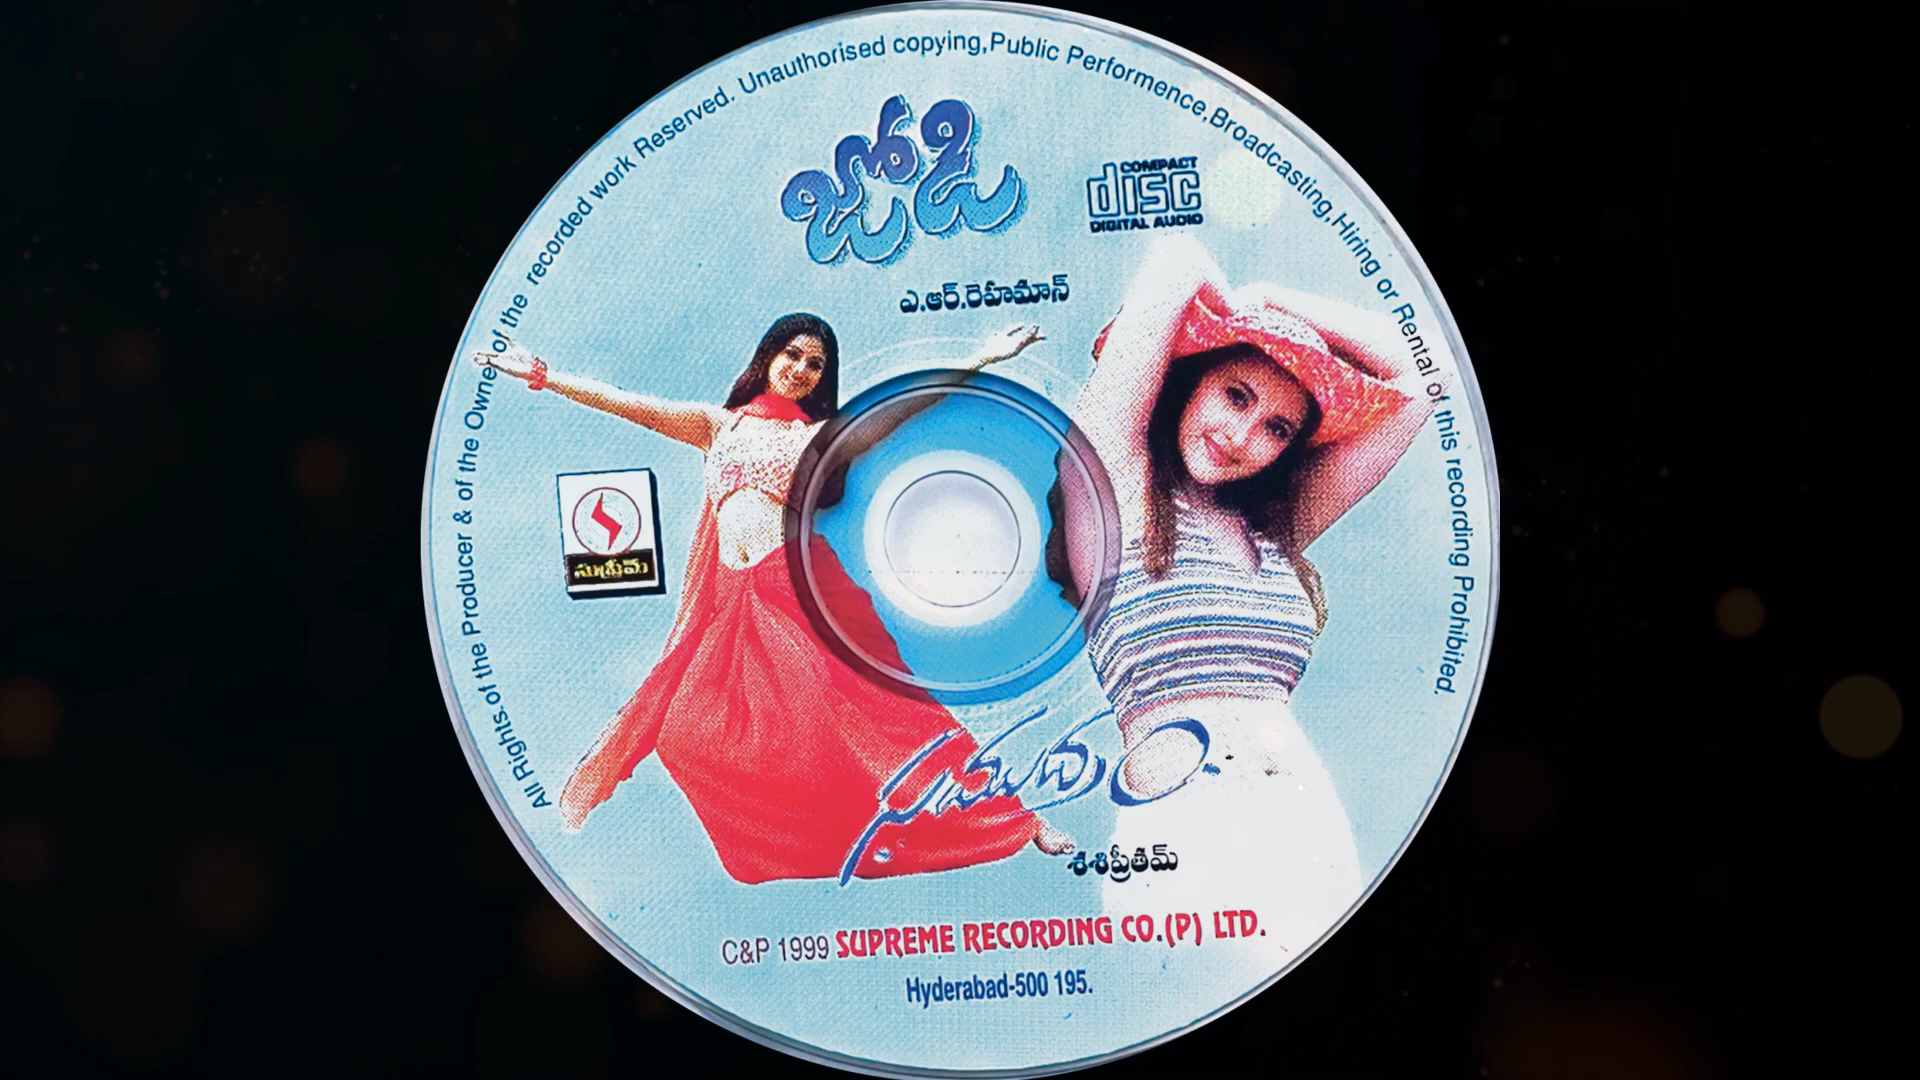 All Rights.of the Producer & of the Owner of the recorded work Reserved. Unauthorised copying,Public Performence,Broadcasting,Hiring or Rental of this recording Prohibited.
జోడి
COMPACT
disc
DIGITAL AUDIO
ఎ.ఆర్.రెహమాన్
సుప్రీమ్
సముద్రం
శశిప్రీతమ్
C&P 1999 SUPREME RECORDING CO.(P) LTD.
Hyderabad-500 195.